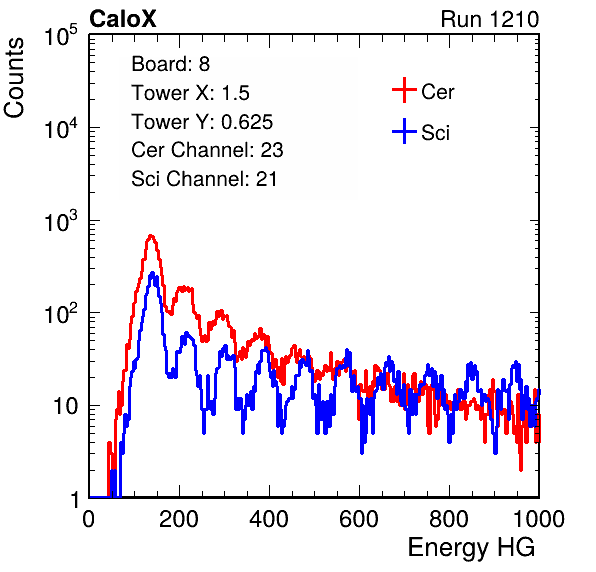 CaloX Run 1210
Counts
Board: 8
Tower X: 1.5
Tower Y: 0.625
Cer Channel: 23
Sci Channel: 21
Cer
Sci
10^5
10^4
10^3
10^2
10
1
0 200 400 600 800 1000
Energy HG